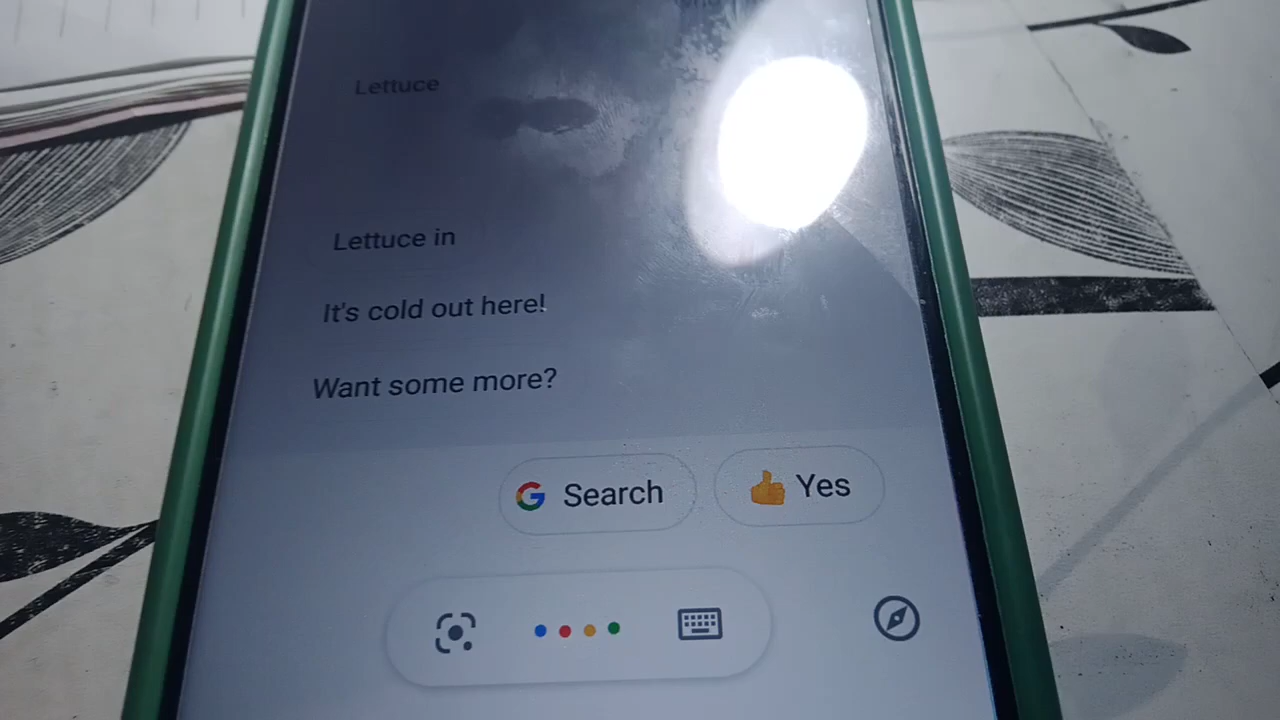 Lettuce
Lettuce in
It's cold out here!
Want some more?
Search
Yes